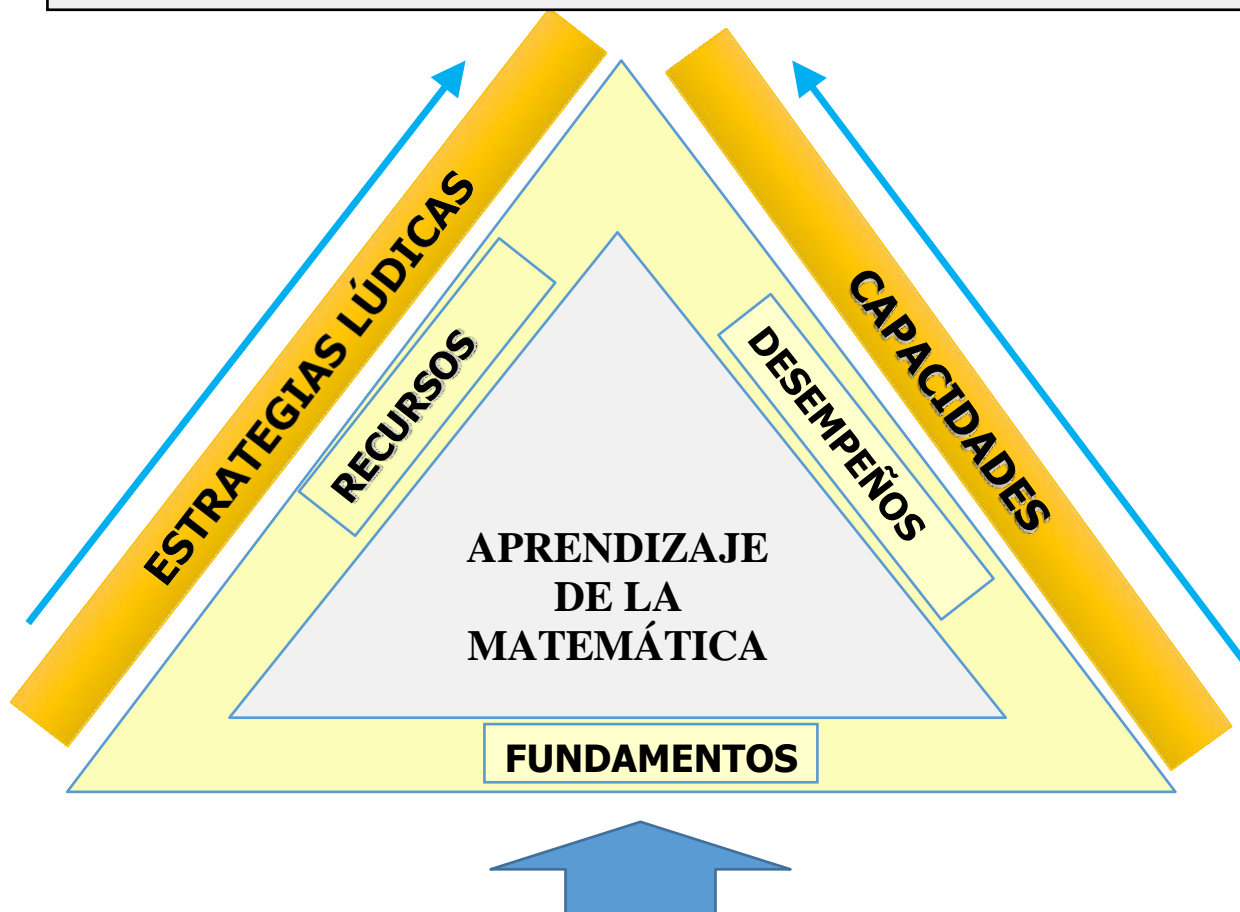 ESTRATEGIAS LÚDICAS
RECURSOS
DESEMPEÑOS
CAPACIDADES
APRENDIZAJE
DE LA
MATEMÁTICA
FUNDAMENTOS